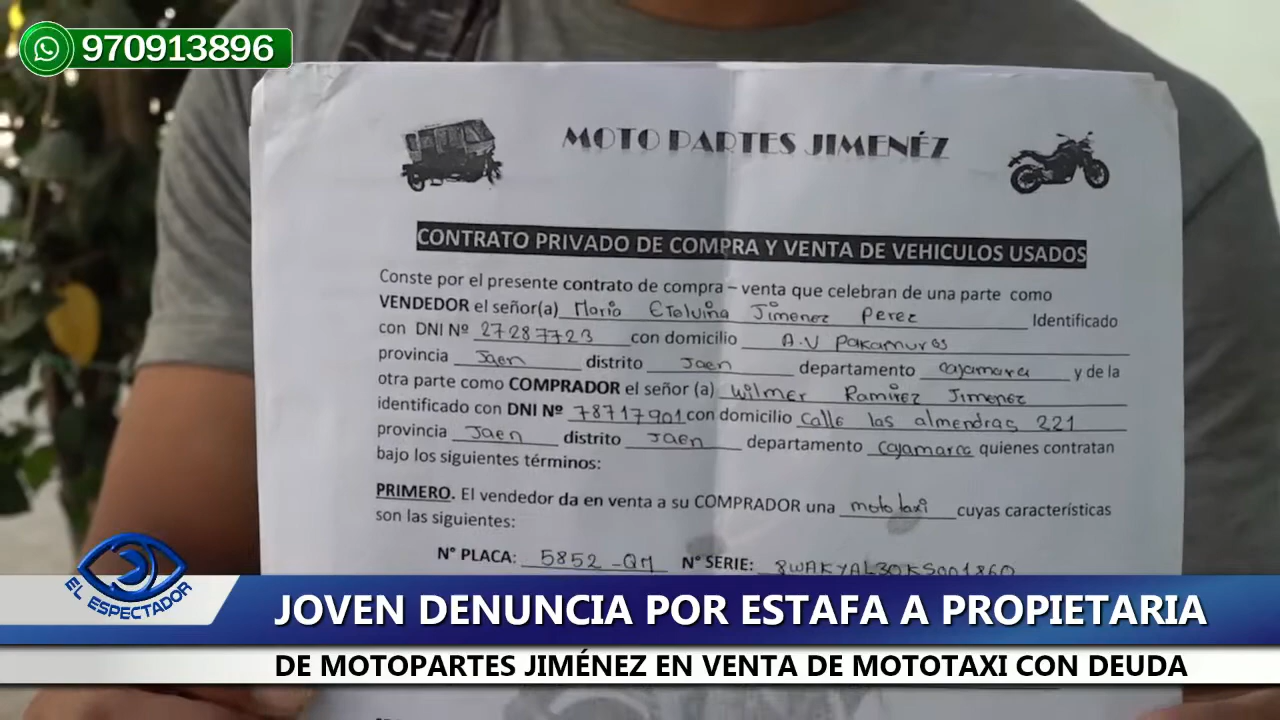 970913896
MOTO PARTES JIMENÉZ
CONTRATO PRIVADO DE COMPRA Y VENTA DE VEHICULOS USADOS
Conste por el presente contrato de compra – venta que celebran de una parte como
VENDEDOR el señor(a) Maria Etelvina Jimenez Perez Identificado
con DNI Nº 27287723 con domicilio A.V Pakamuros
provincia Jaen distrito Jaen departamento Cajamarca y de la
otra parte como COMPRADOR el señor (a) Wilmer Ramirez Jimenez
identificado con DNI Nº 78717901 con domicilio Calle las almendras 221
provincia Jaen distrito Jaen departamento Cajamarca quienes contratan
bajo los siguientes términos:
PRIMERO. El vendedor da en venta a su COMPRADOR una mototaxi cuyas características
son las siguientes:
Nº PLACA: 5852-QM Nº SERIE:
EL ESPECTADOR
JOVEN DENUNCIA POR ESTAFA A PROPIETARIA
DE MOTOPARTES JIMÉNEZ EN VENTA DE MOTOTAXI CON DEUDA